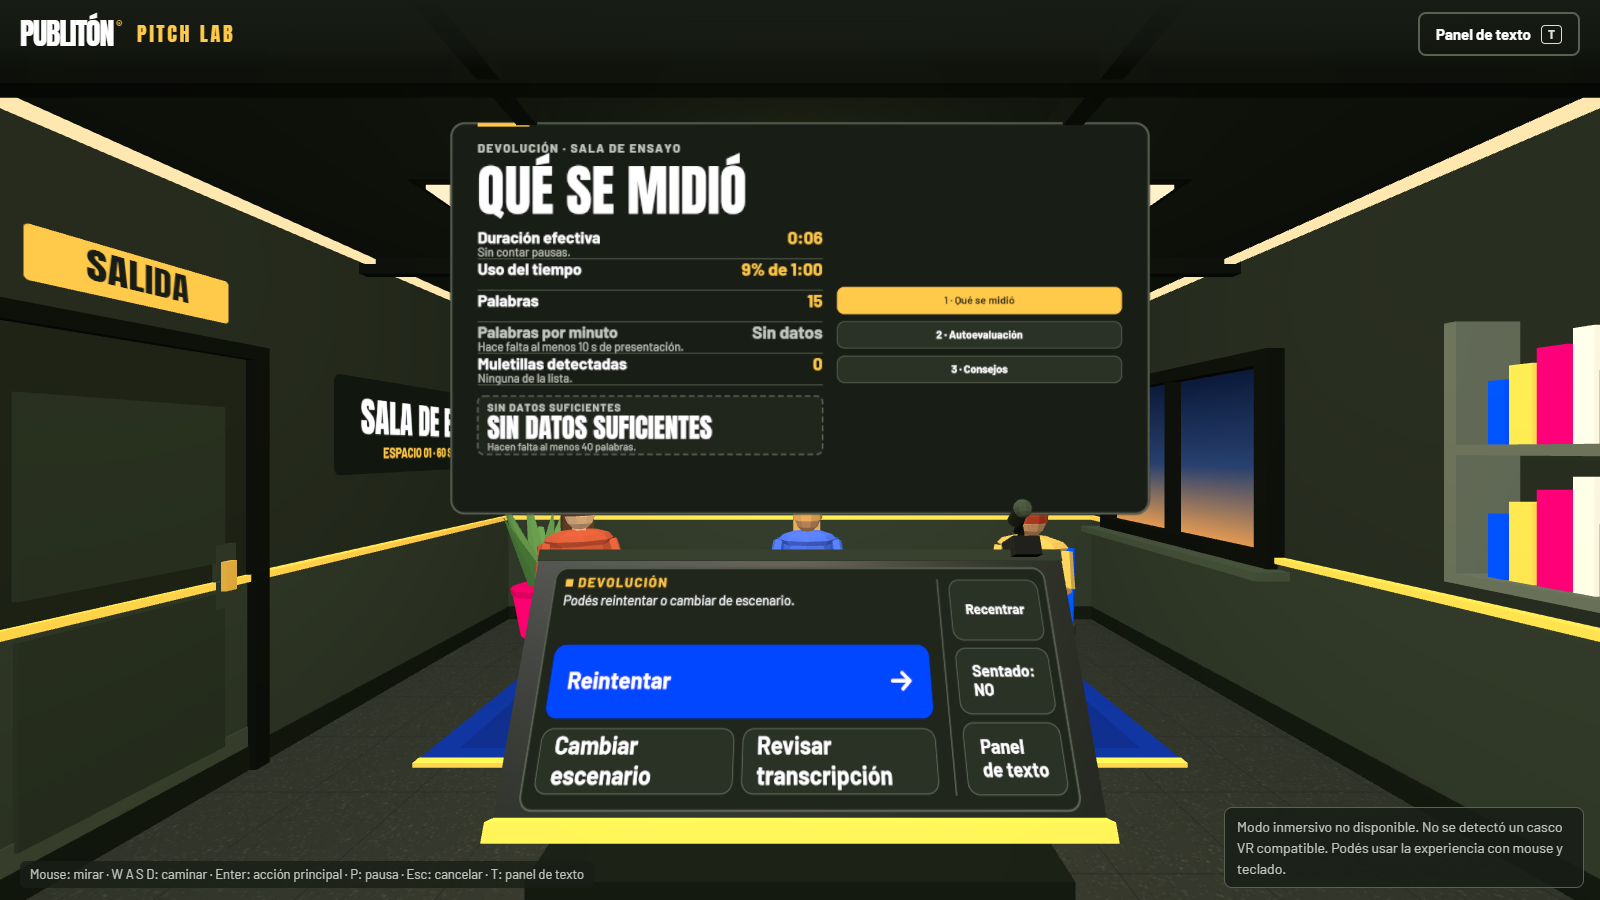 PUBLITÓN PITCH LAB
Panel de texto T
SALIDA
SALA DE
ESPACIO 01 · 60
DEVOLUCIÓN · SALA DE ENSAYO
QUÉ SE MIDIÓ
Duración efectiva 0:06
Sin contar pausas.
Uso del tiempo 9% de 1:00
Palabras 15
Palabras por minuto Sin datos
Hace falta al menos 10 s de presentación.
Muletillas detectadas 0
Ninguna de la lista.
SIN DATOS SUFICIENTES
SIN DATOS SUFICIENTES
Hacen falta al menos 40 palabras.
1 · Qué se midió
2 · Autoevaluación
3 · Consejos
DEVOLUCIÓN
Podés reintentar o cambiar de escenario.
Reintentar →
Cambiar
escenario
Revisar
transcripción
Recentrar
Sentado:
NO
Panel
de texto
Mouse: mirar · W A S D: caminar · Enter: acción principal · P: pausa · Esc: cancelar · T: panel de texto
Modo inmersivo no disponible. No se detectó un casco
VR compatible. Podés usar la experiencia con mouse y
teclado.